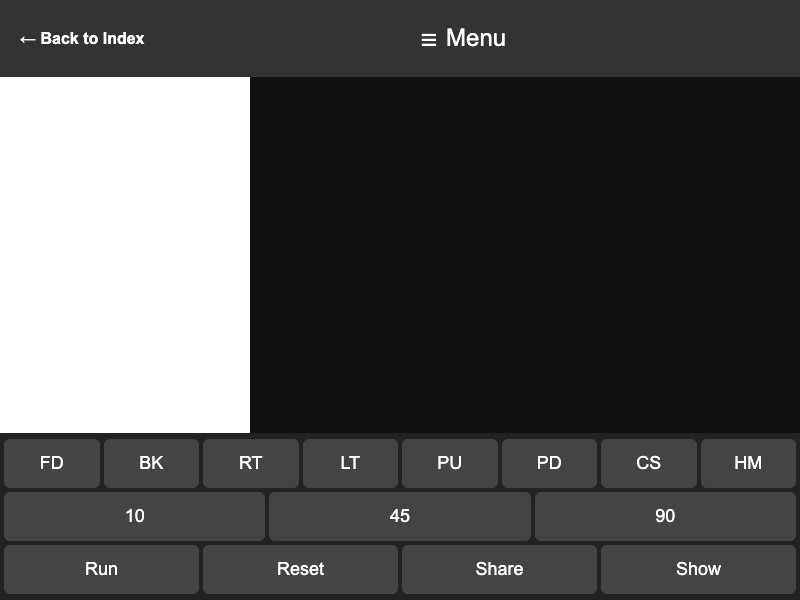 ← Back to Index
≡ Menu
FD BK RT LT PU PD CS HM
10 45 90
Run Reset Share Show